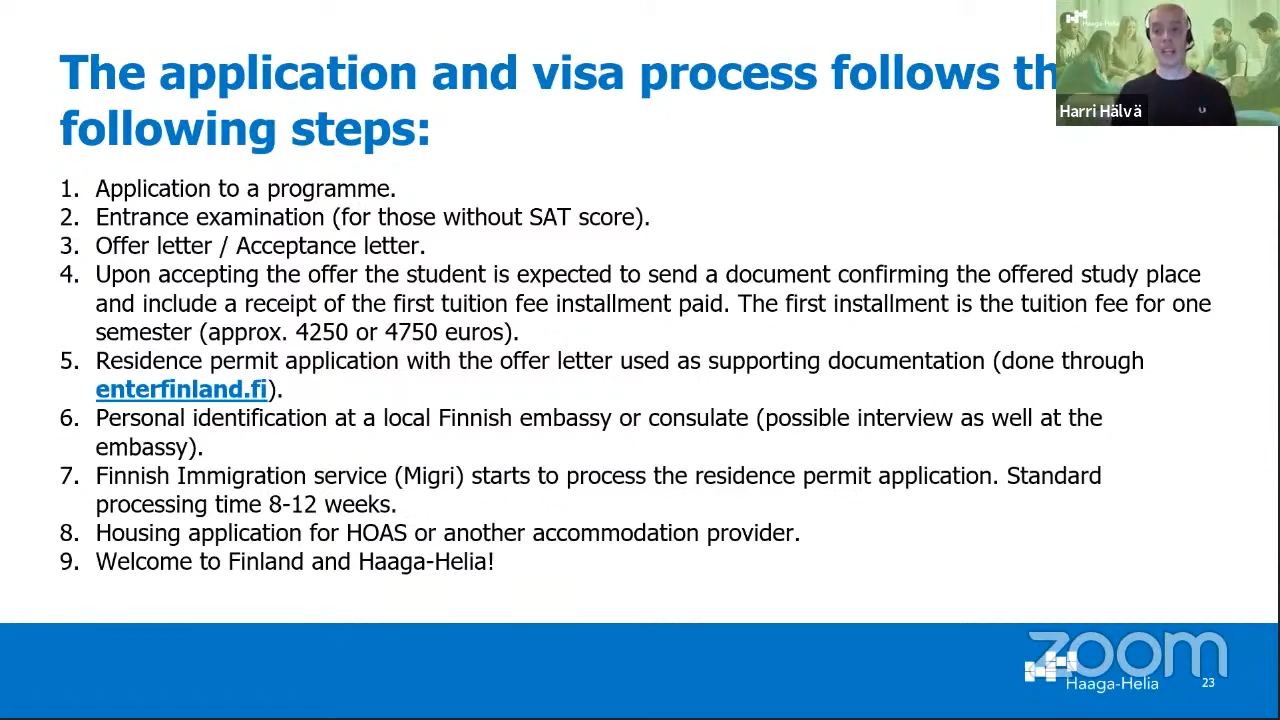 The application and visa process follows th
following steps:
Haaga-Helia
Harri Hälvä
1. Application to a programme.
2. Entrance examination (for those without SAT score).
3. Offer letter / Acceptance letter.
4. Upon accepting the offer the student is expected to send a document confirming the offered study place
and include a receipt of the first tuition fee installment paid. The first installment is the tuition fee for one
semester (approx. 4250 or 4750 euros).
5. Residence permit application with the offer letter used as supporting documentation (done through
enterfinland.fi).
6. Personal identification at a local Finnish embassy or consulate (possible interview as well at the
embassy).
7. Finnish Immigration service (Migri) starts to process the residence permit application. Standard
processing time 8-12 weeks.
8. Housing application for HOAS or another accommodation provider.
9. Welcome to Finland and Haaga-Helia!
zoom
Haaga-Helia
23